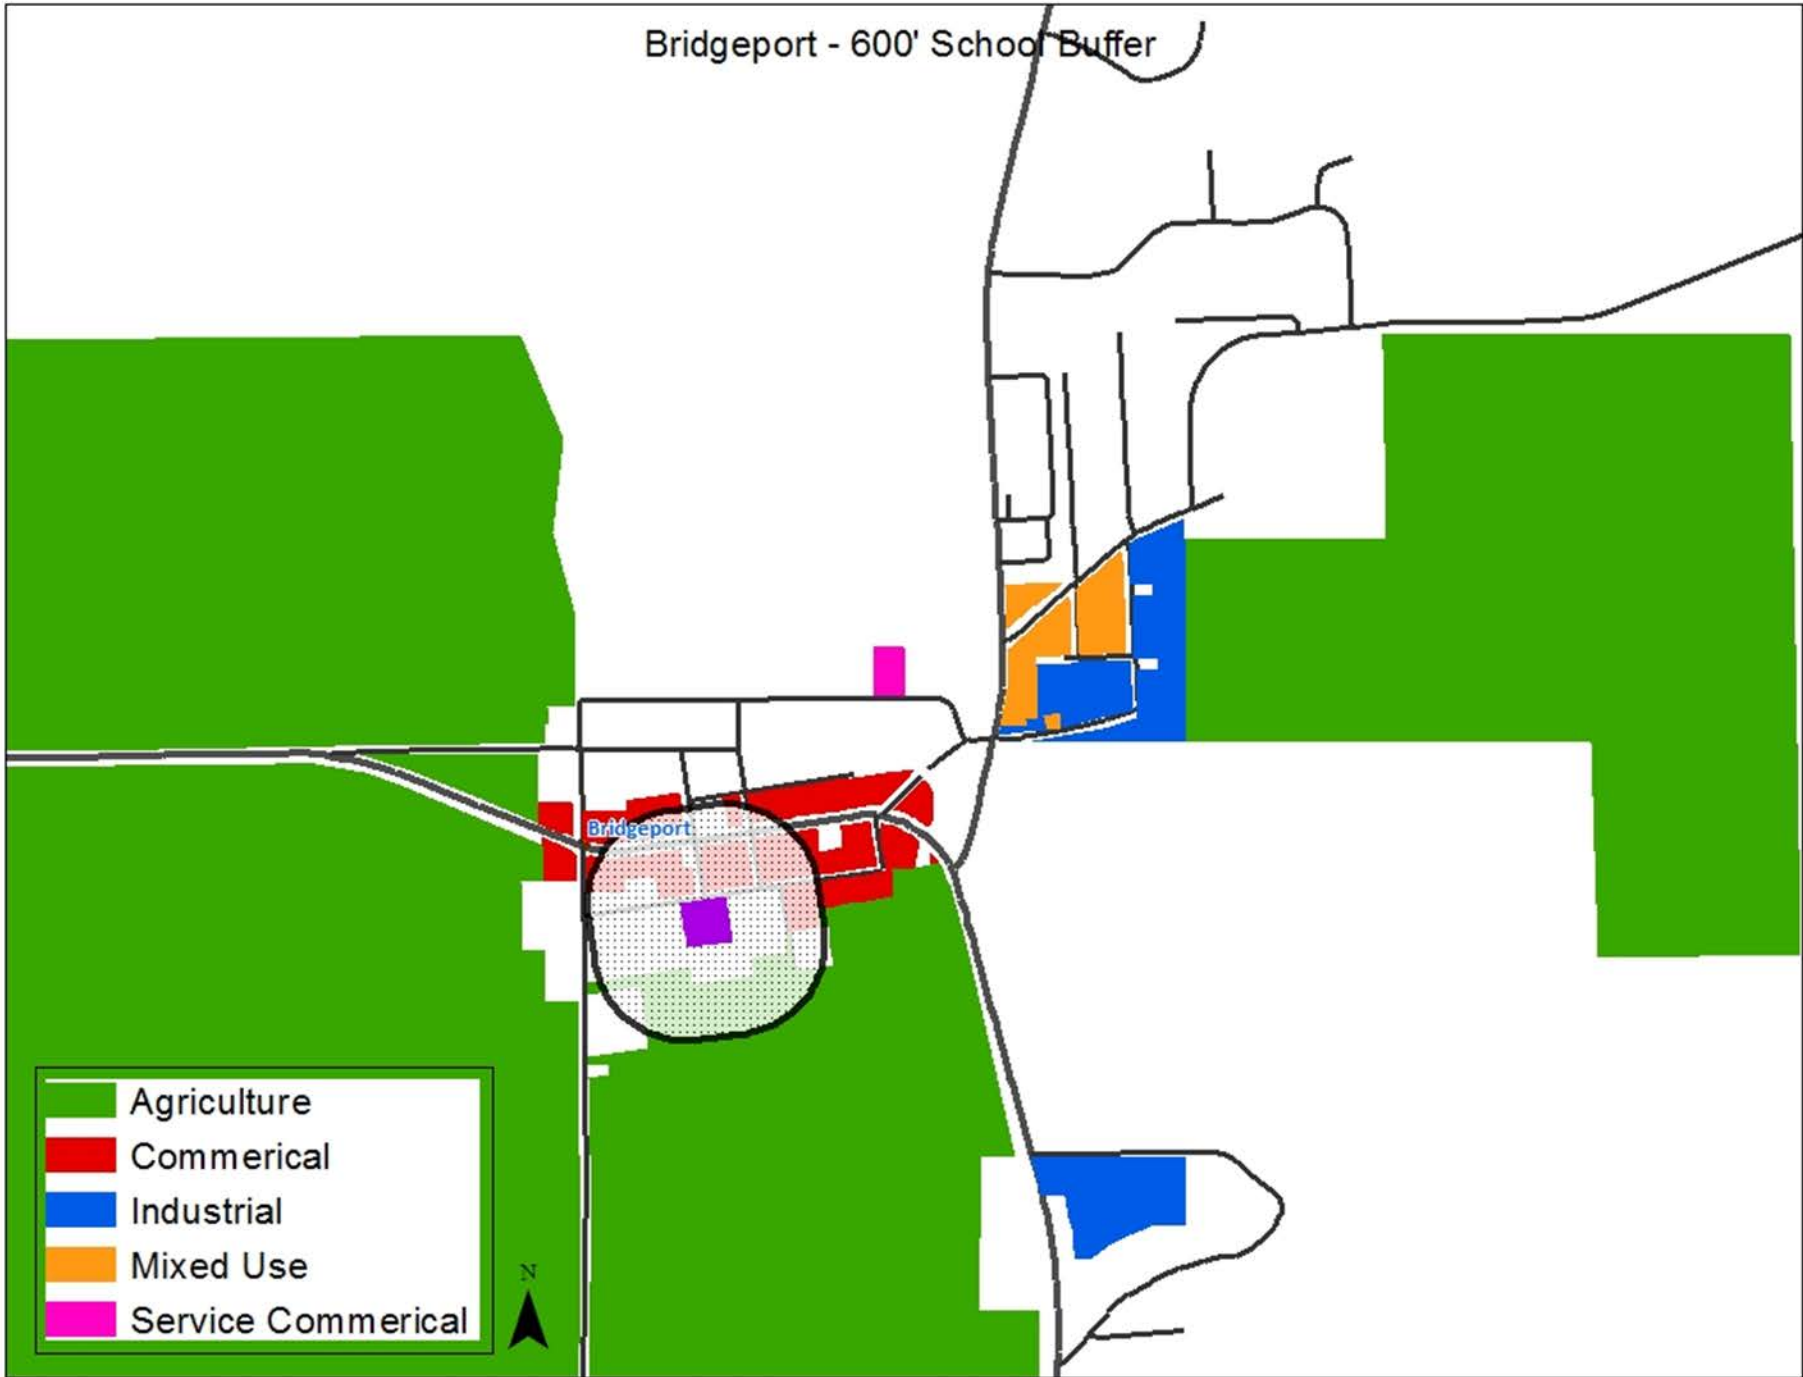 Bridgeport - 600' School Buffer
Bridgeport
Agriculture
Commerical
Industrial
Mixed Use
Service Commerical
N